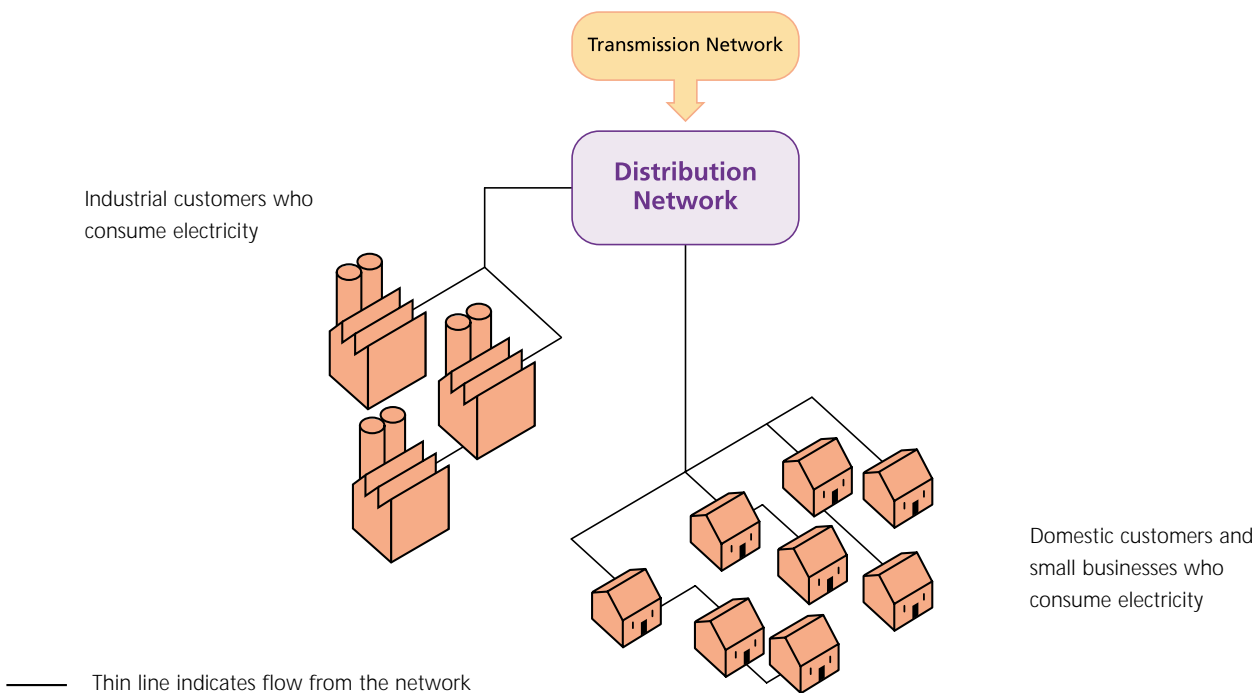 Transmission Network
Distribution
Network
Industrial customers who
consume electricity
Domestic customers and
small businesses who
consume electricity
Thin line indicates flow from the network